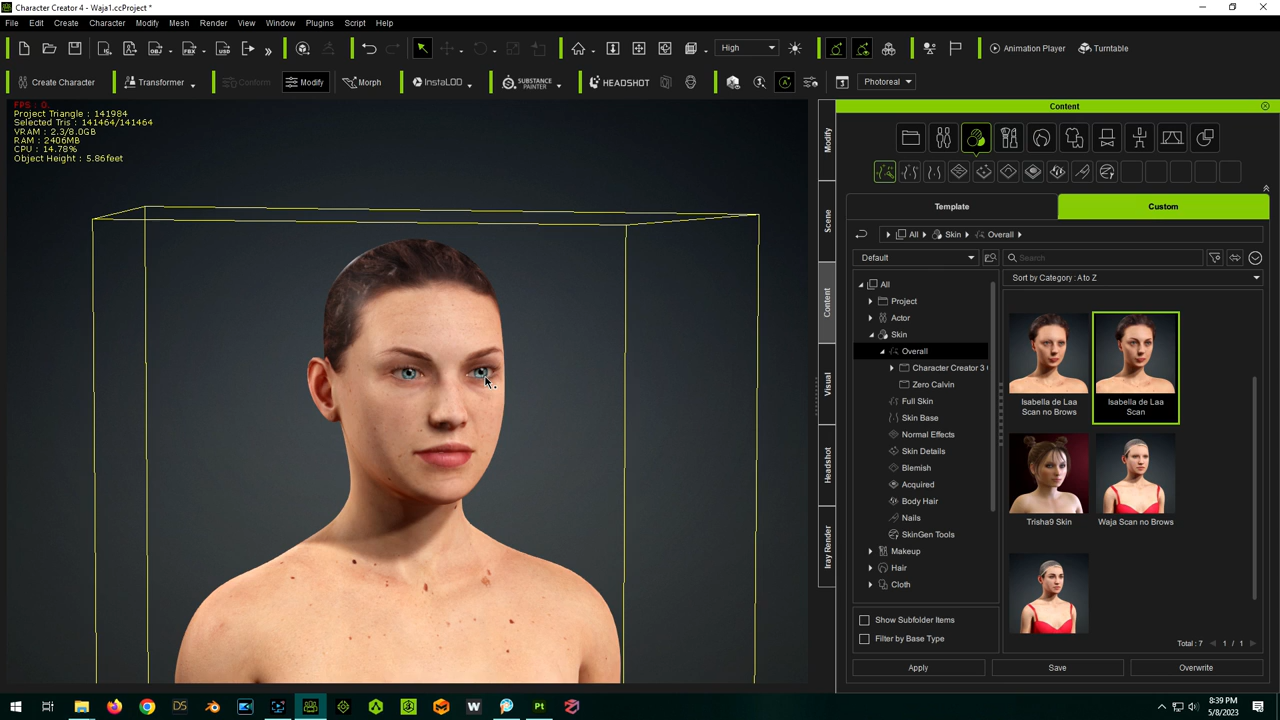 Character Creator 4 - Waja1.ccProject *
File Edit Create Character Modify Mesh Render View Window Plugins Script Help
High Animation Player Turntable
Create Character Transformer Conform Modify Morph InstaLOD SUBSTANCE PAINTER HEADSHOT Photoreal
FPS : 0.
Project Triangle : 141984
Selected Tris : 141464/141464
VRAM : 2.3/8.0GB
RAM : 2406MB
CPU : 14.78%
Object Height : 5.86feet
Modify
Scene
Content
Visual
Headshot
Iray Render
Content
Template Custom
All Skin Overall
Default Search
Sort by Category : A to Z
All
Project
Actor
Skin
Overall
Character Creator 3
Zero Calvin
Full Skin
Skin Base
Normal Effects
Skin Details
Blemish
Acquired
Body Hair
Nails
SkinGen Tools
Makeup
Hair
Cloth
Isabella de Laa
Scan no Brows
Isabella de Laa
Scan
Trisha9 Skin
Waja Scan no Brows
Show Subfolder Items
Filter by Base Type
Total : 7 1 / 1
Apply Save Overwrite
DS W Pt
8:39 PM
5/8/2023